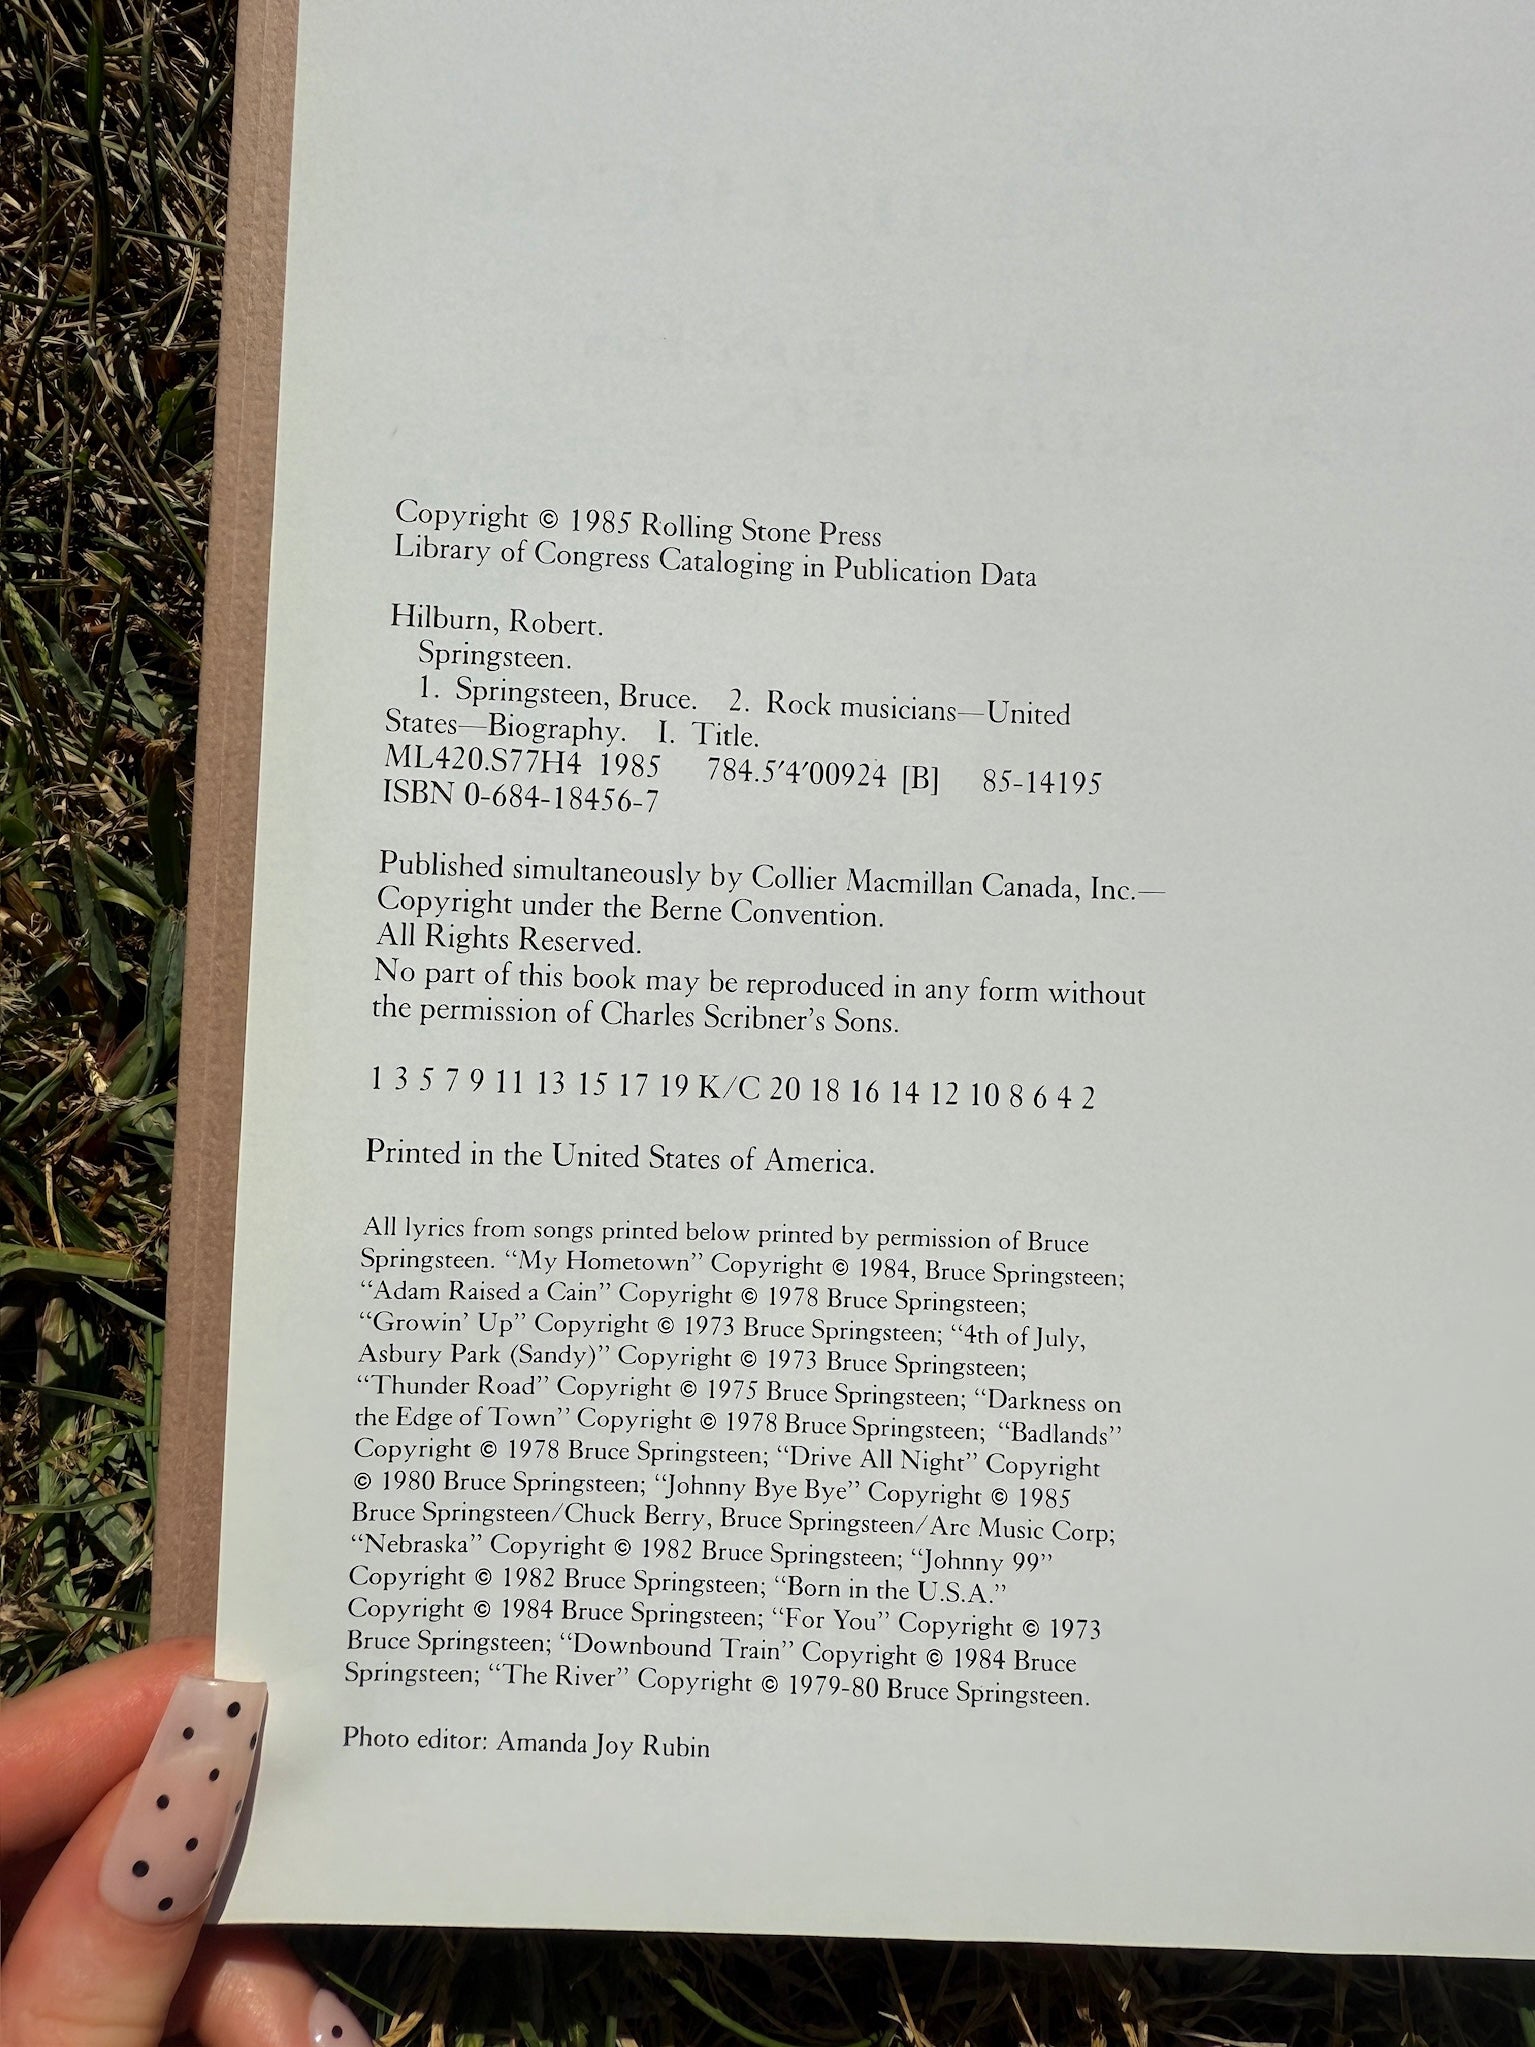 Copyright © 1985 Rolling Stone Press
Library of Congress Cataloging in Publication Data
Hilburn, Robert.
Springsteen.
1. Springsteen, Bruce. 2. Rock musicians—United
States—Biography. I. Title.
ML420.S77H4 1985 784.5′4′00924 [B] 85-14195
ISBN 0-684-18456-7
Published simultaneously by Collier Macmillan Canada, Inc.—
Copyright under the Berne Convention.
All Rights Reserved.
No part of this book may be reproduced in any form without
the permission of Charles Scribner’s Sons.
1 3 5 7 9 11 13 15 17 19 K/C 20 18 16 14 12 10 8 6 4 2
Printed in the United States of America.
All lyrics from songs printed below printed by permission of Bruce
Springsteen. “My Hometown” Copyright © 1984, Bruce Springsteen;
“Adam Raised a Cain” Copyright © 1978 Bruce Springsteen;
“Growin’ Up” Copyright © 1973 Bruce Springsteen; “4th of July,
Asbury Park (Sandy)” Copyright © 1973 Bruce Springsteen;
“Thunder Road” Copyright © 1975 Bruce Springsteen; “Darkness on
the Edge of Town” Copyright © 1978 Bruce Springsteen; “Badlands”
Copyright © 1978 Bruce Springsteen; “Drive All Night” Copyright
© 1980 Bruce Springsteen; “Johnny Bye Bye” Copyright © 1985
Bruce Springsteen/Chuck Berry, Bruce Springsteen/Arc Music Corp;
“Nebraska” Copyright © 1982 Bruce Springsteen; “Johnny 99”
Copyright © 1982 Bruce Springsteen; “Born in the U.S.A.”
Copyright © 1984 Bruce Springsteen; “For You” Copyright © 1973
Bruce Springsteen; “Downbound Train” Copyright © 1984 Bruce
Springsteen; “The River” Copyright © 1979-80 Bruce Springsteen.
Photo editor: Amanda Joy Rubin